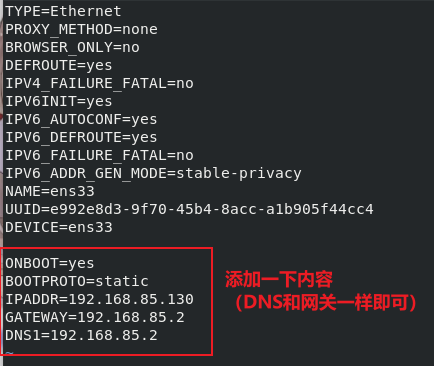 TYPE=Ethernet
PROXY_METHOD=none
BROWSER_ONLY=no
DEFROUTE=yes
IPV4_FAILURE_FATAL=no
IPV6INIT=yes
IPV6_AUTOCONF=yes
IPV6_DEFROUTE=yes
IPV6_FAILURE_FATAL=no
IPV6_ADDR_GEN_MODE=stable-privacy
NAME=ens33
UUID=e992e8d3-9f70-45b4-8acc-a1b905f44cc4
DEVICE=ens33
ONBOOT=yes
BOOTPROTO=static
IPADDR=192.168.85.130
GATEWAY=192.168.85.2
DNS1=192.168.85.2
~
添加一下内容
（DNS和网关一样即可）